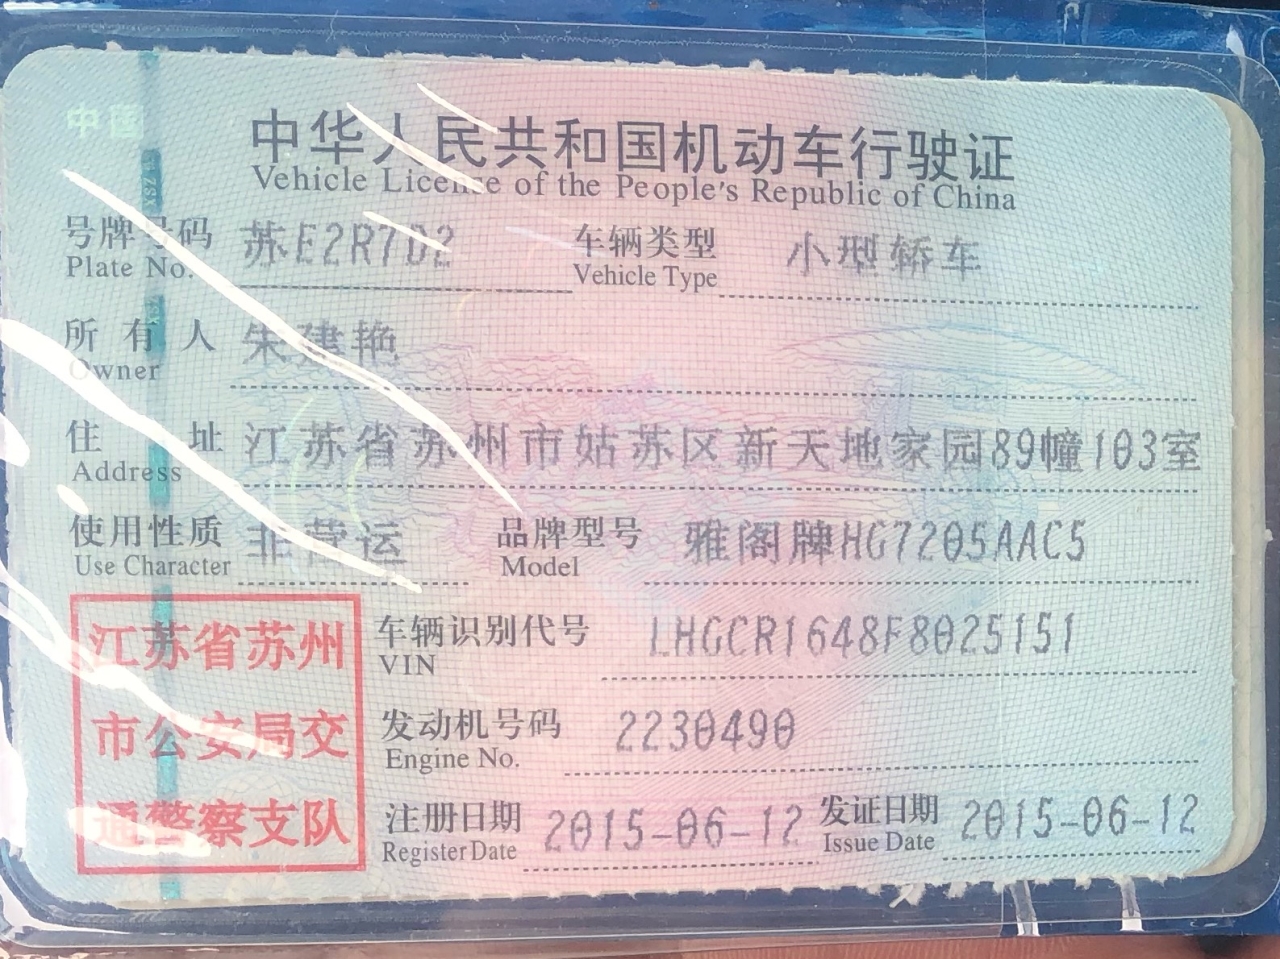 中国
中华人民共和国机动车行驶证
Vehicle License of the People's Republic of China
号牌号码 苏E2R7D2 车辆类型 小型轿车
Plate No. Vehicle Type
所有人 朱建艳
Owner
住址 江苏省苏州市姑苏区新天地家园89幢103室
Address
使用性质 非营运 品牌型号 雅阁牌HG7205AAC5
Use Character Model
江苏省苏州
市公安局交
通警察支队
车辆识别代号 LHGCR1648F8025151
VIN
发动机号码 2230490
Engine No.
注册日期 2015-06-12 发证日期 2015-06-12
Register Date Issue Date